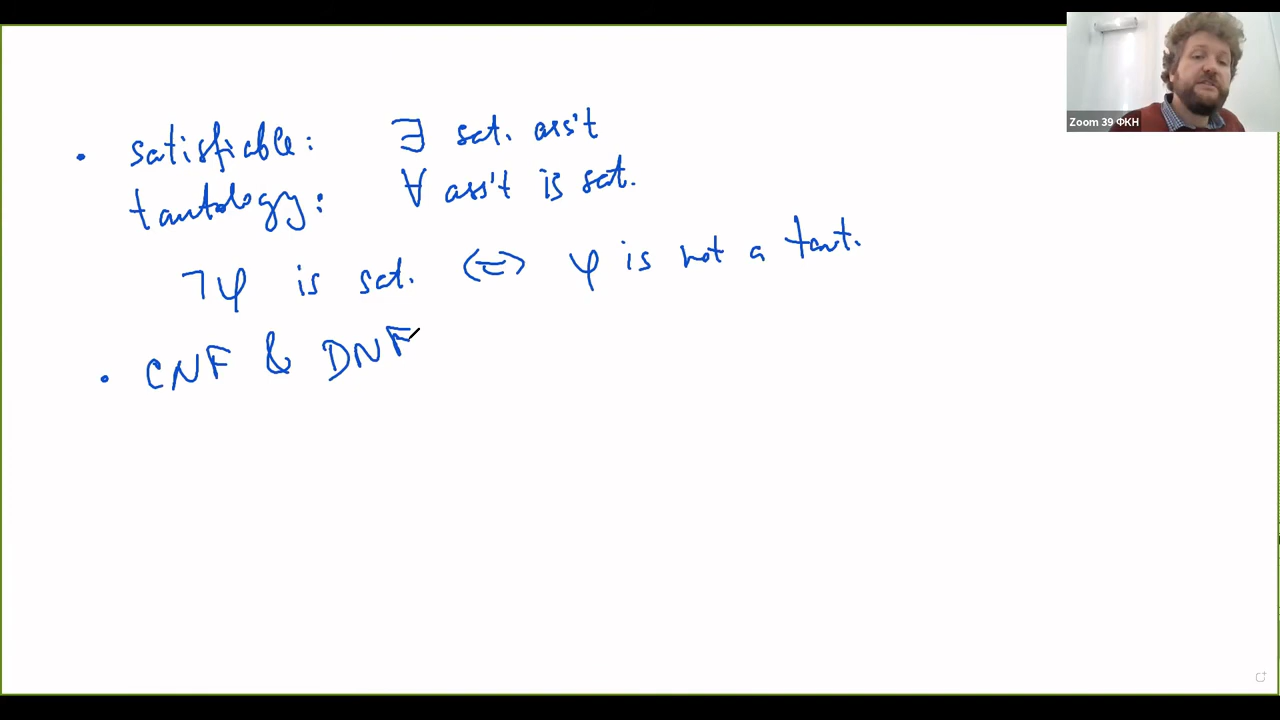 Zoom 39 ФКН
• satisfiable: ∃ sat. ass't
tautology: ∀ ass't is sat.
¬φ is sat. <=> φ is not a taut.
• CNF & DNF